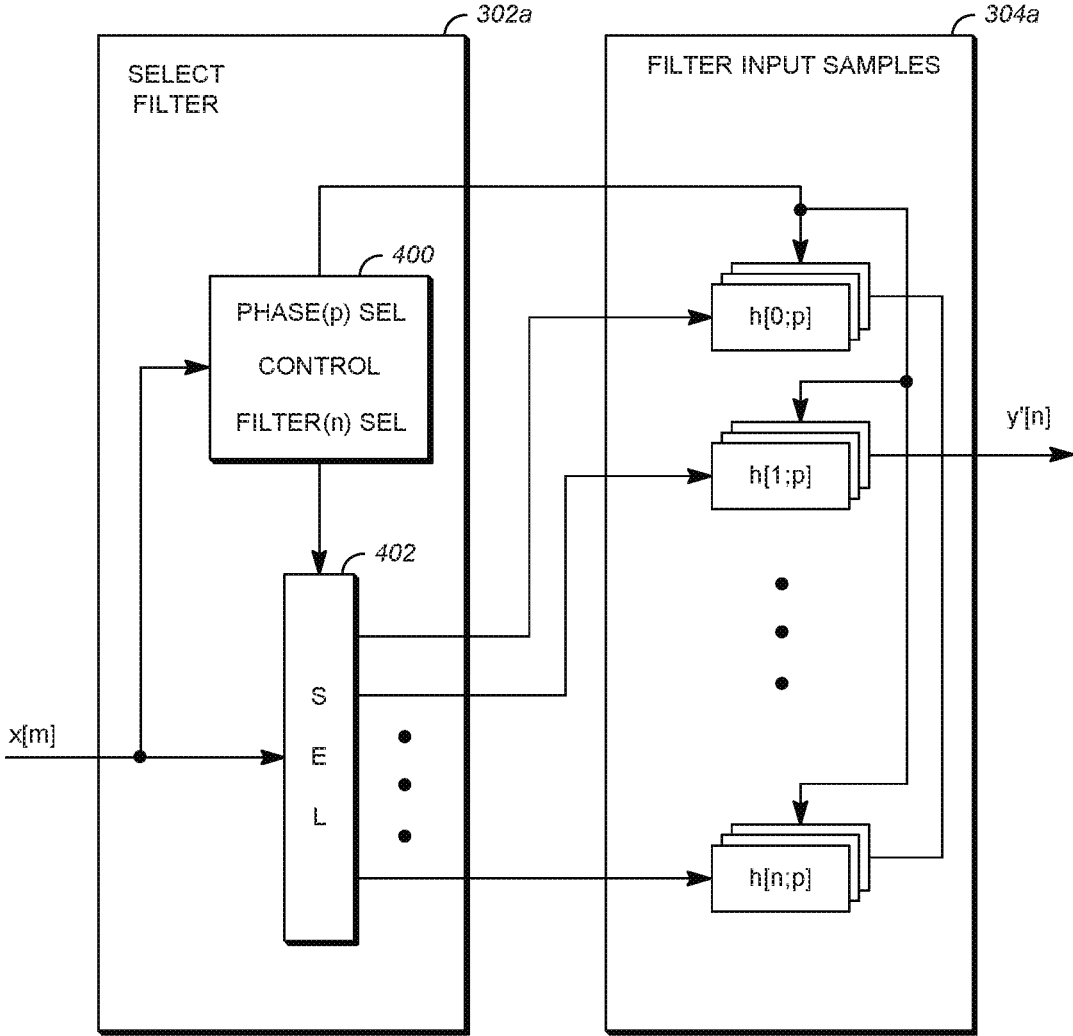 302a
304a
SELECT
FILTER
FILTER INPUT SAMPLES
400
PHASE(p) SEL
CONTROL
FILTER(n) SEL
h[0;p]
h[1;p]
y'[n]
402
S
E
L
x[m]
h[n;p]